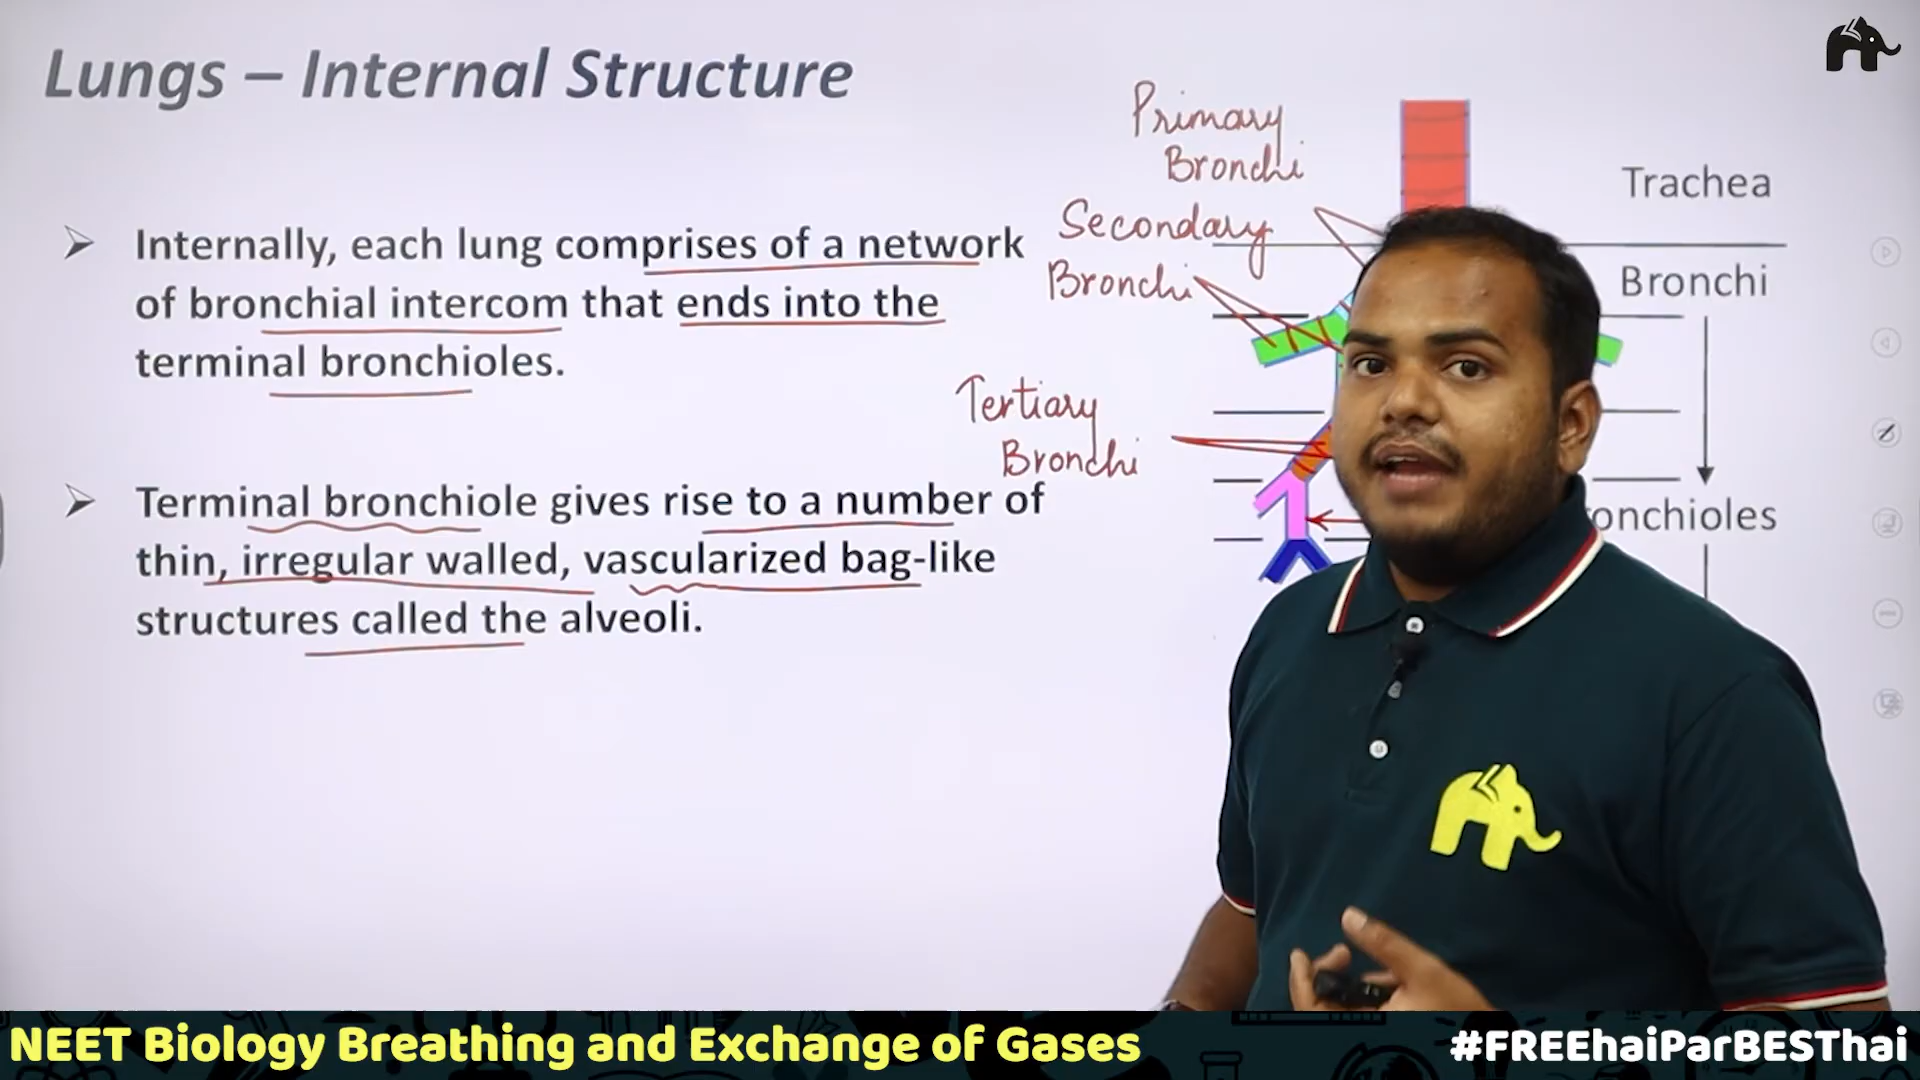 Lungs – Internal Structure
Internally, each lung comprises of a network
of bronchial intercom that ends into the
terminal bronchioles.
Terminal bronchiole gives rise to a number of
thin, irregular walled, vascularized bag-like
structures called the alveoli.
Primary
Bronchi
Secondary
Bronchi
Tertiary
Bronchi
Trachea
Bronchi
onchioles
NEET Biology Breathing and Exchange of Gases
#FREEhaiParBESThai